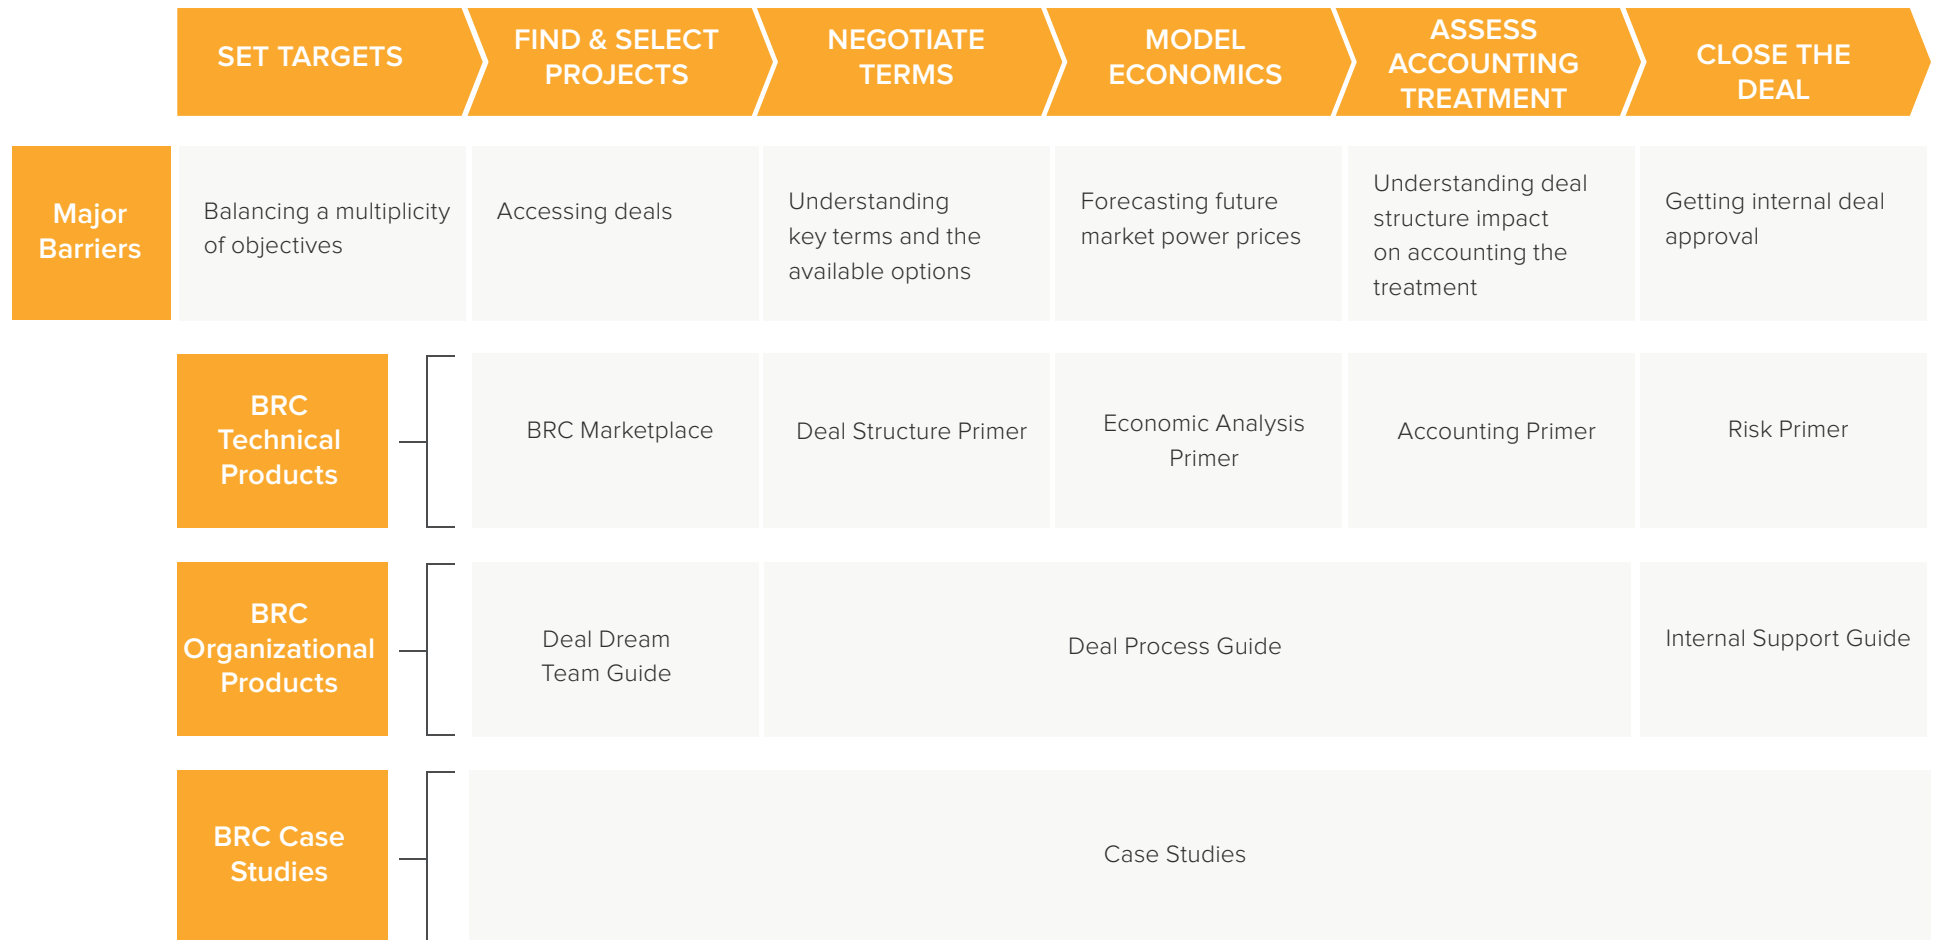 SET TARGETS
FIND & SELECT
PROJECTS
NEGOTIATE
TERMS
MODEL
ECONOMICS
ASSESS
ACCOUNTING
TREATMENT
CLOSE THE
DEAL
Major
Barriers
Balancing a multiplicity
of objectives
Accessing deals
Understanding
key terms and the
available options
Forecasting future
market power prices
Understanding deal
structure impact
on accounting the
treatment
Getting internal deal
approval
BRC
Technical
Products
BRC Marketplace
Deal Structure Primer
Economic Analysis
Primer
Accounting Primer
Risk Primer
BRC
Organizational
Products
Deal Dream
Team Guide
Deal Process Guide
Internal Support Guide
BRC Case
Studies
Case Studies